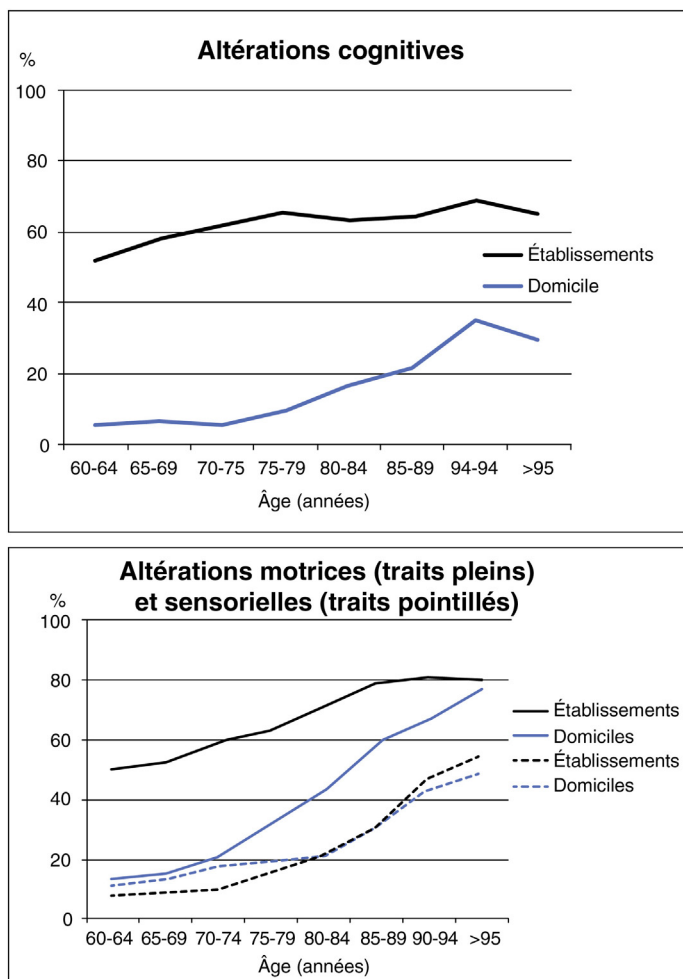 Altérations cognitives
%
100
80
60
40
20
0
Établissements
Domicile
60-64 65-69 70-75 75-79 80-84 85-89 94-94 >95
Âge (années)
Altérations motrices (traits pleins)
et sensorielles (traits pointillés)
%
100
80
60
40
20
0
Établissements
Domiciles
Établissements
Domiciles
60-64 65-69 70-74 75-79 80-84 85-89 90-94 >95
Âge (années)